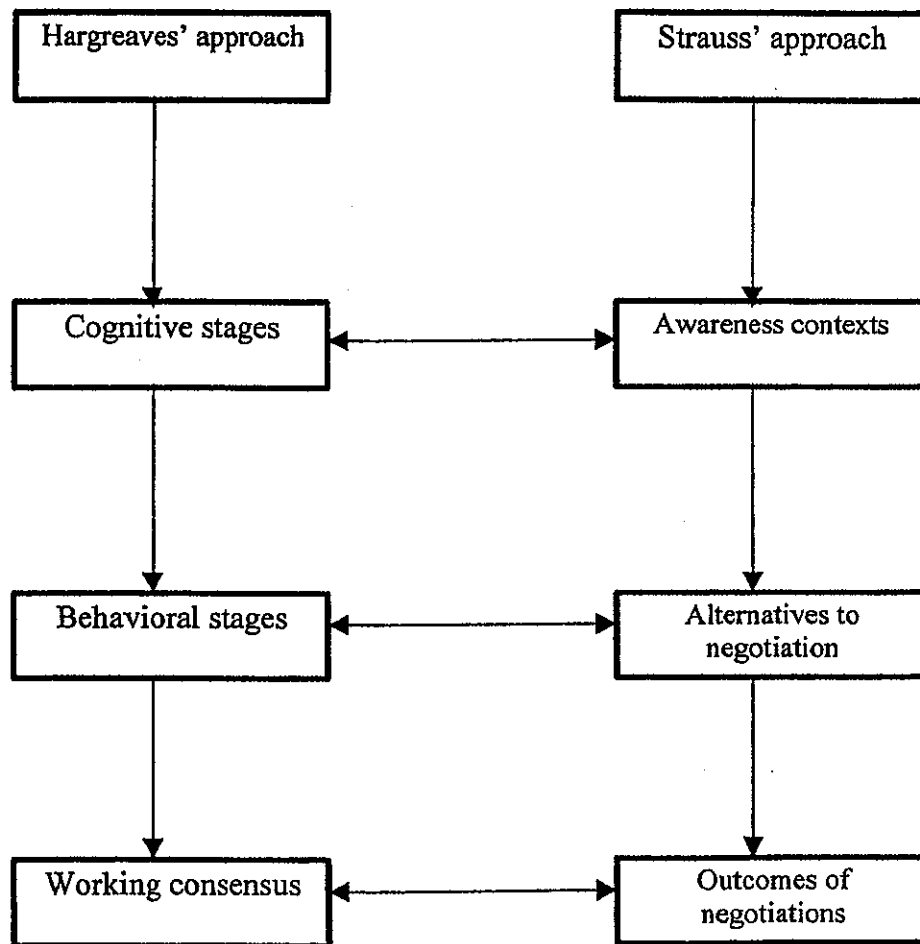 Hargreaves’ approach
Strauss’ approach
Cognitive stages
Awareness contexts
Behavioral stages
Alternatives to
negotiation
Working consensus
Outcomes of
negotiations